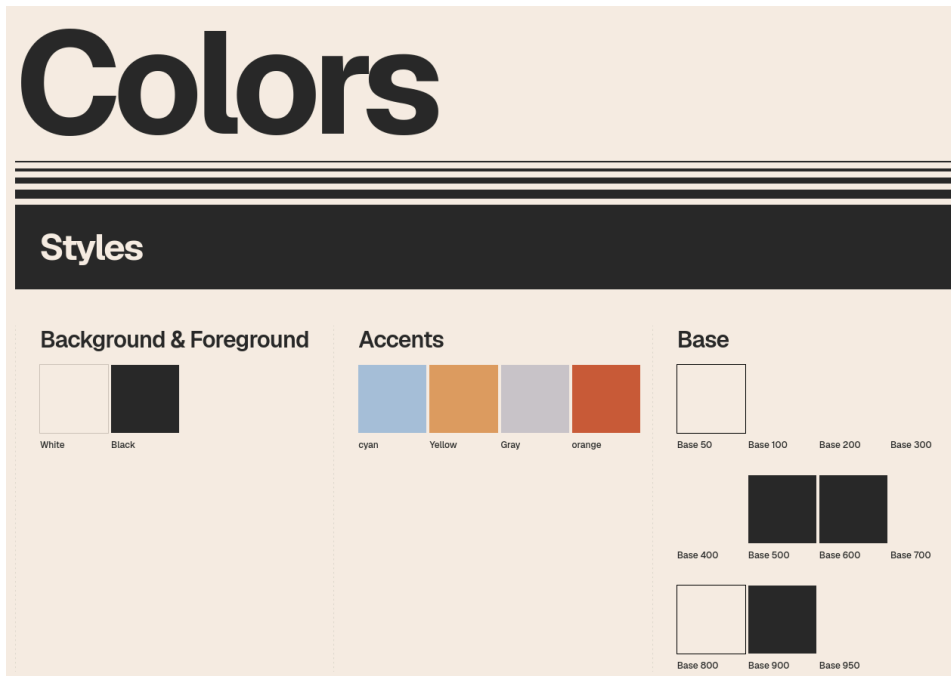 Colors
Styles
Background & Foreground
White
Black
Accents
cyan
Yellow
Gray
orange
Base
Base 50
Base 100
Base 200
Base 300
Base 400
Base 500
Base 600
Base 700
Base 800
Base 900
Base 950